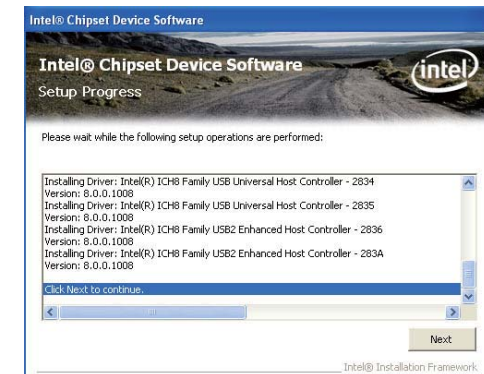 Intel® Chipset Device Software
Intel® Chipset Device Software
intel
Setup Progress
Please wait while the following setup operations are performed:
Installing Driver: Intel(R) ICH8 Family USB Universal Host Controller - 2834
Version: 8.0.0.1008
Installing Driver: Intel(R) ICH8 Family USB Universal Host Controller - 2835
Version: 8.0.0.1008
Installing Driver: Intel(R) ICH8 Family USB2 Enhanced Host Controller - 2836
Version: 8.0.0.1008
Installing Driver: Intel(R) ICH8 Family USB2 Enhanced Host Controller - 283A
Version: 8.0.0.1008
Click Next to continue.
Next
Intel® Installation Framework